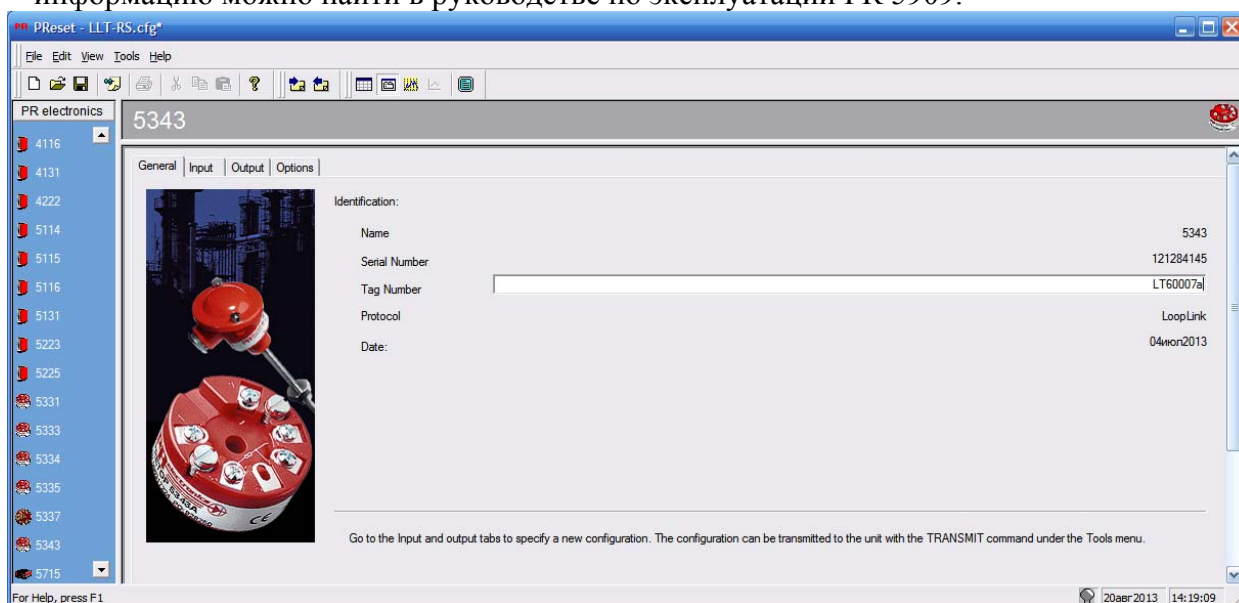 информацию можно найти в руководстве по эксплуатации PR 5909.
PR PReset - LLT-RS.cfg*
File Edit View Tools Help
PR electronics
5343
4116
4131
4222
5114
5115
5116
5131
5223
5225
5331
5333
5334
5335
5337
5343
5715
General Input Output Options
Identification:
Name 5343
Serial Number 121284145
Tag Number LT60007a
Protocol LoopLink
Date: 04июл2013
Go to the Input and output tabs to specify a new configuration. The configuration can be transmitted to the unit with the TRANSMIT command under the Tools menu.
For Help, press F1 20авг2013 14:19:09